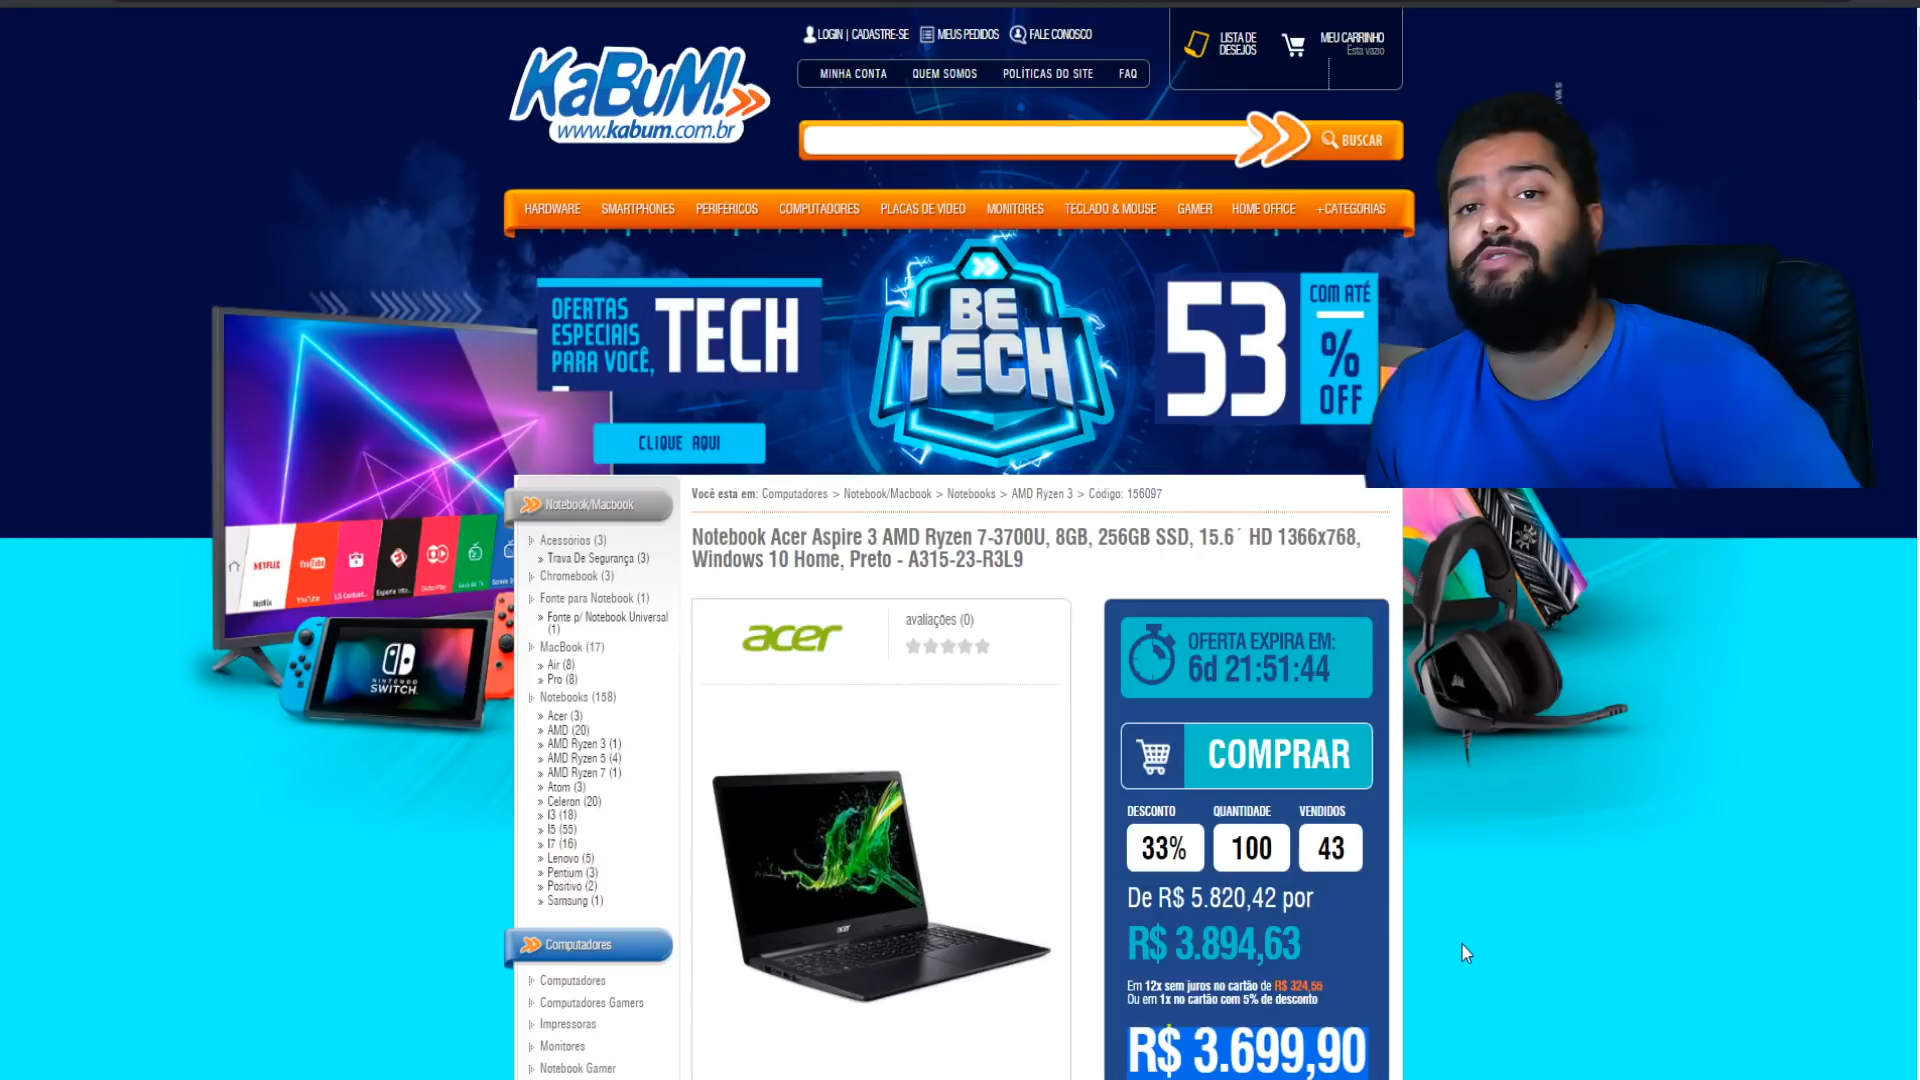 LOGIN | CADASTRE-SE MEUS PEDIDOS FALE CONOSCO
LISTA DE DESEJOS
MEU CARRINHO
Esta vazio
KaBuM!
www.kabum.com.br
MINHA CONTA QUEM SOMOS POLÍTICAS DO SITE FAQ
BUSCAR
HARDWARE SMARTPHONES PERIFÉRICOS COMPUTADORES PLACAS DE VÍDEO MONITORES TECLADO & MOUSE GAMER HOME OFFICE +CATEGORIAS
OFERTAS
ESPECIAIS
PARA VOCÊ, TECH
CLIQUE AQUI
BE
TECH
53
COM ATÉ
%
OFF
NETFLIX
YouTube
Netflix
YouTube
NINTENDO
SWITCH
Notebook/Macbook
Acessórios (3)
» Trava De Segurança (3)
Chromebook (3)
Fonte para Notebook (1)
» Fonte p/ Notebook Universal
(1)
MacBook (17)
» Air (8)
» Pro (8)
Notebooks (158)
» Acer (3)
» AMD (20)
» AMD Ryzen 3 (1)
» AMD Ryzen 5 (4)
» AMD Ryzen 7 (1)
» Atom (3)
» Celeron (20)
» I3 (18)
» I5 (55)
» I7 (16)
» Lenovo (5)
» Pentium (3)
» Positivo (2)
» Samsung (1)
Computadores
Computadores
Computadores Gamers
Impressoras
Monitores
Notebook Gamer
Você está em: Computadores > Notebook/Macbook > Notebooks > AMD Ryzen 3 > Código: 156097
Notebook Acer Aspire 3 AMD Ryzen 7-3700U, 8GB, 256GB SSD, 15.6´ HD 1366x768,
Windows 10 Home, Preto - A315-23-R3L9
acer
avaliações (0)
acer
OFERTA EXPIRA EM:
6d 21:51:44
COMPRAR
DESCONTO QUANTIDADE VENDIDOS
33% 100 43
De R$ 5.820,42 por
R$ 3.894,63
Em 12x sem juros no cartão de R$ 324,55
Ou em 1x no cartão com 5% de desconto
R$ 3.699,90